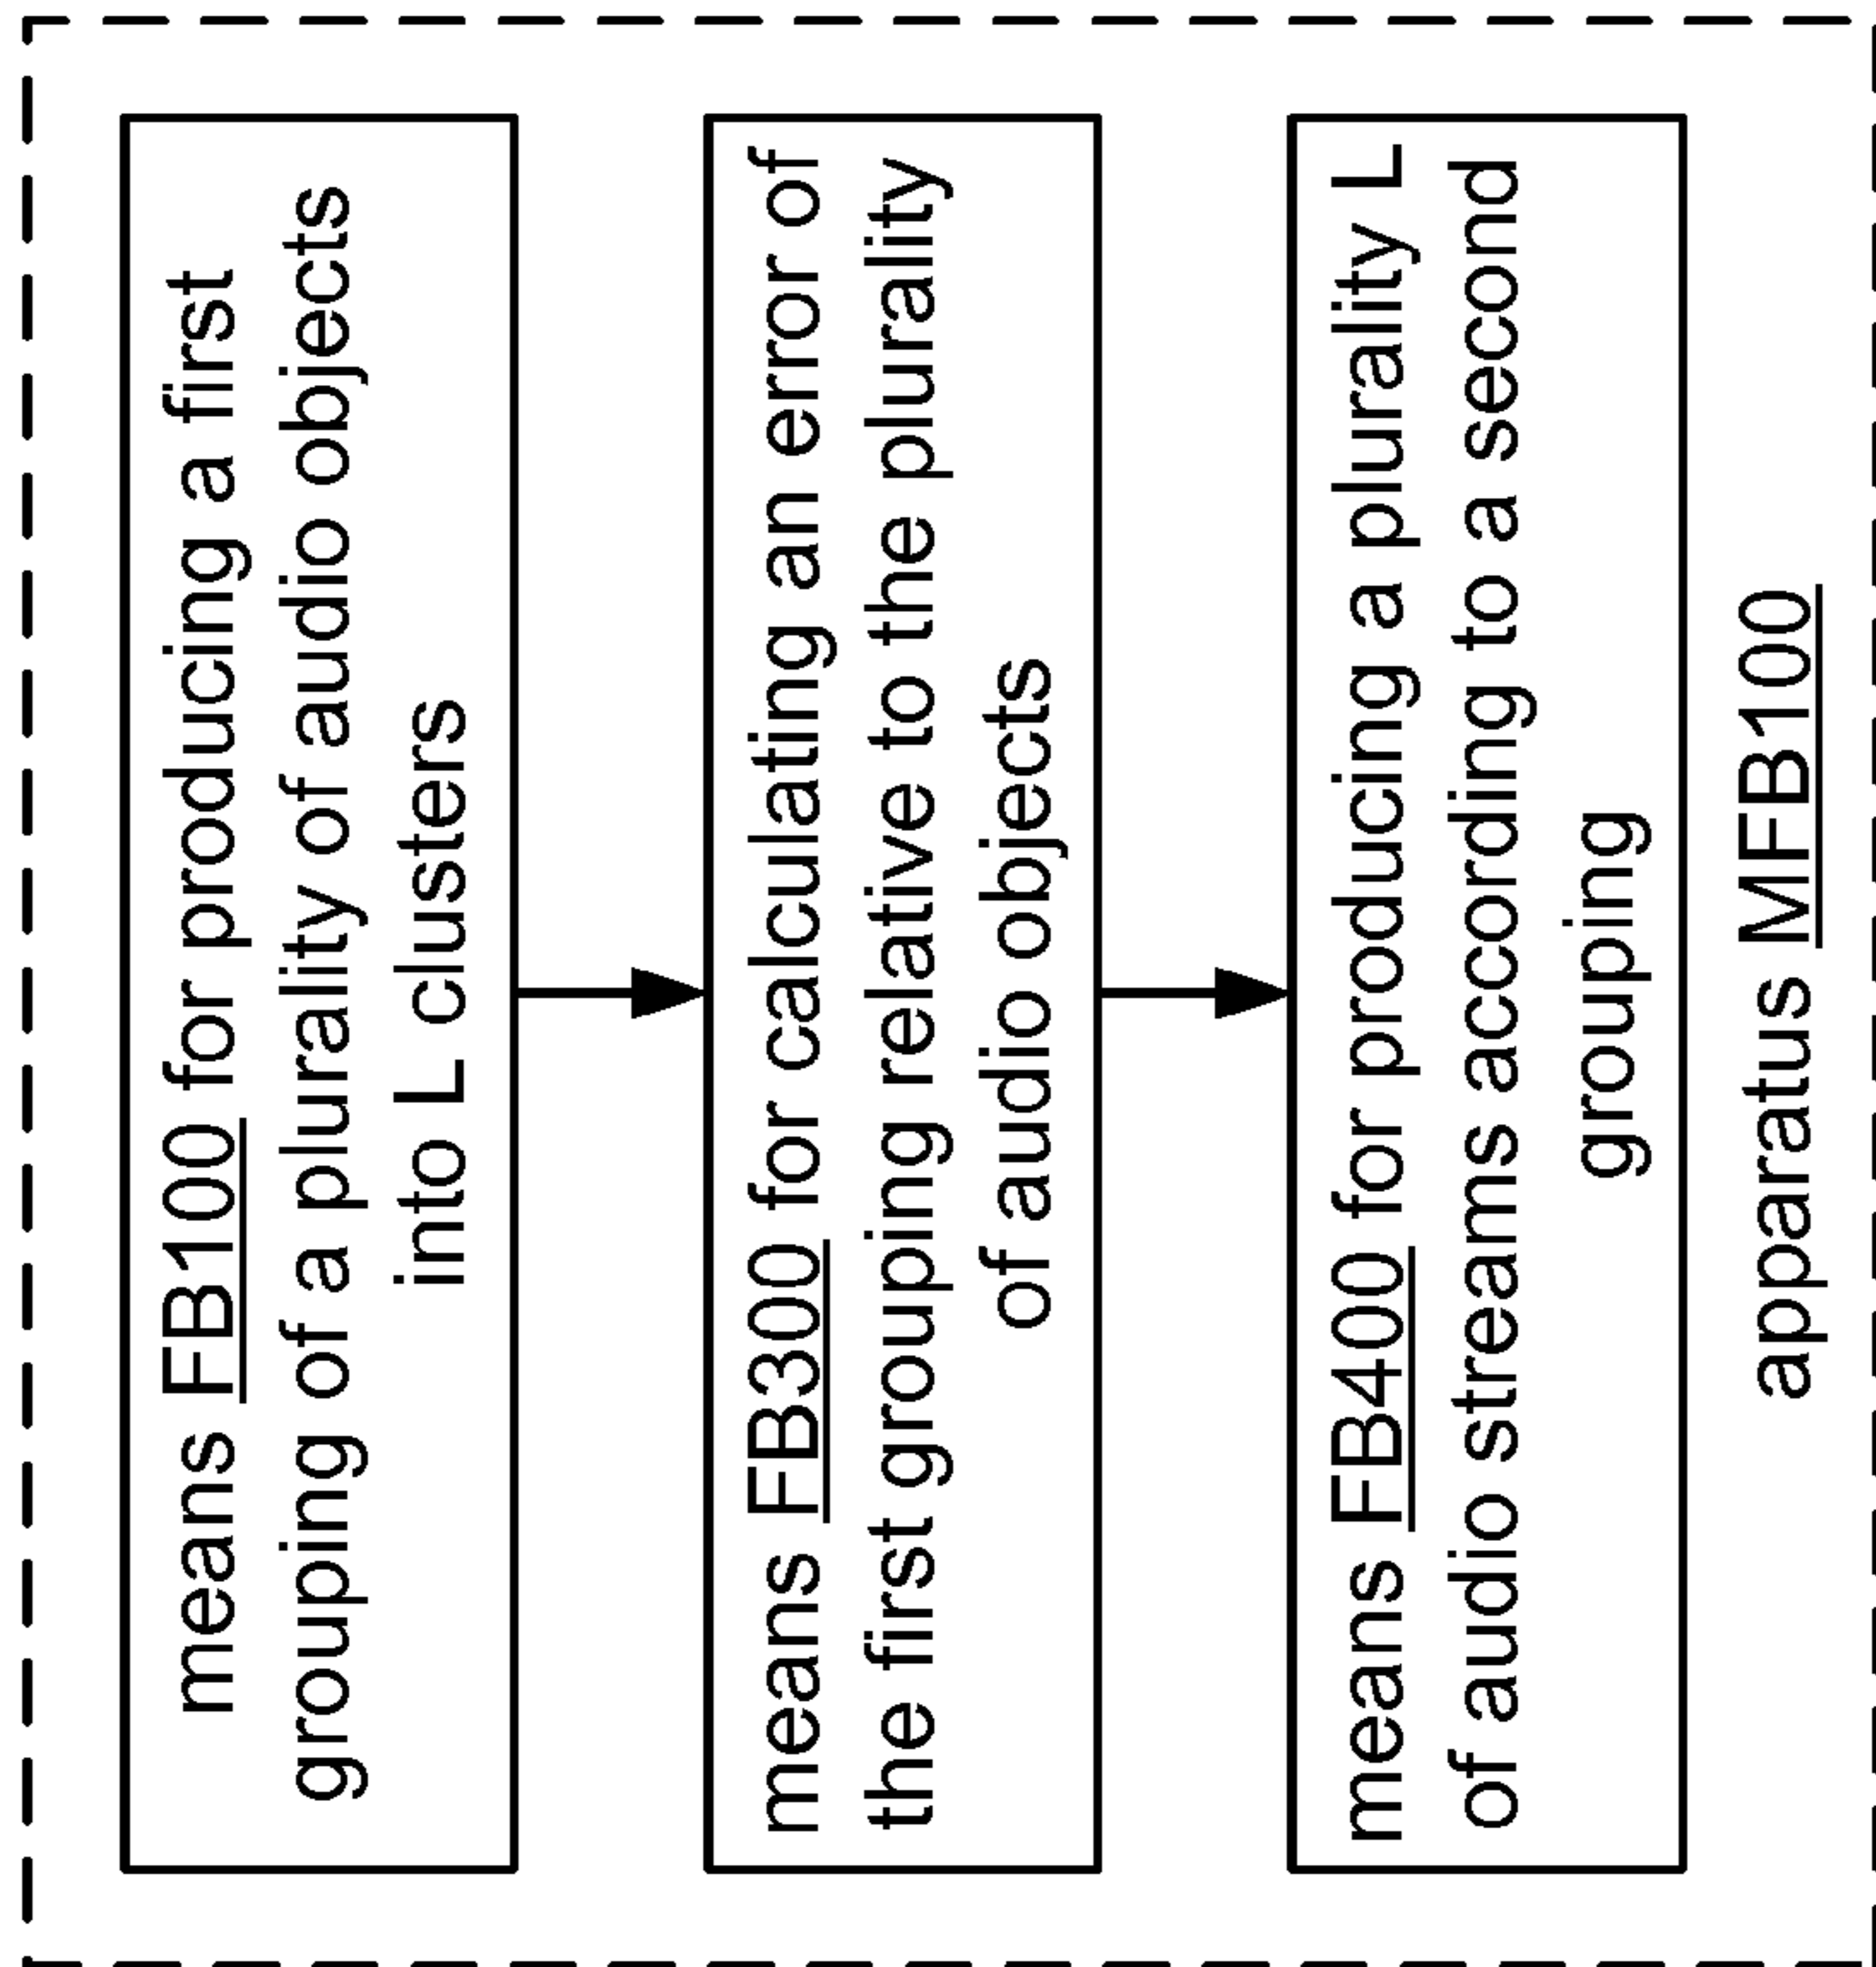 means FB100 for producing a first
grouping of a plurality of audio objects
into L clusters
means FB300 for calculating an error of
the first grouping relative to the plurality
of audio objects
means FB400 for producing a plurality L
of audio streams according to a second
grouping
apparatus MFB100